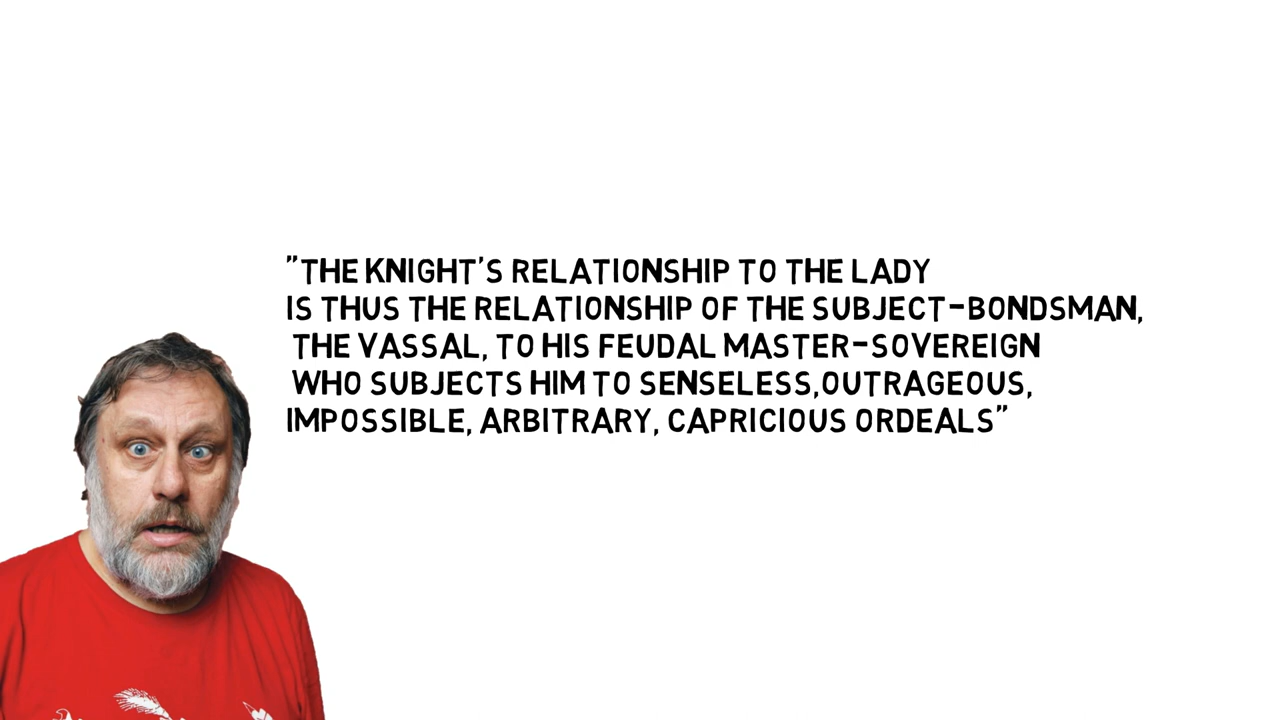 "THE KNIGHT'S RELATIONSHIP TO THE LADY
IS THUS THE RELATIONSHIP OF THE SUBJECT-BONDSMAN,
THE VASSAL, TO HIS FEUDAL MASTER-SOVEREIGN
WHO SUBJECTS HIM TO SENSELESS,OUTRAGEOUS,
IMPOSSIBLE, ARBITRARY, CAPRICIOUS ORDEALS"